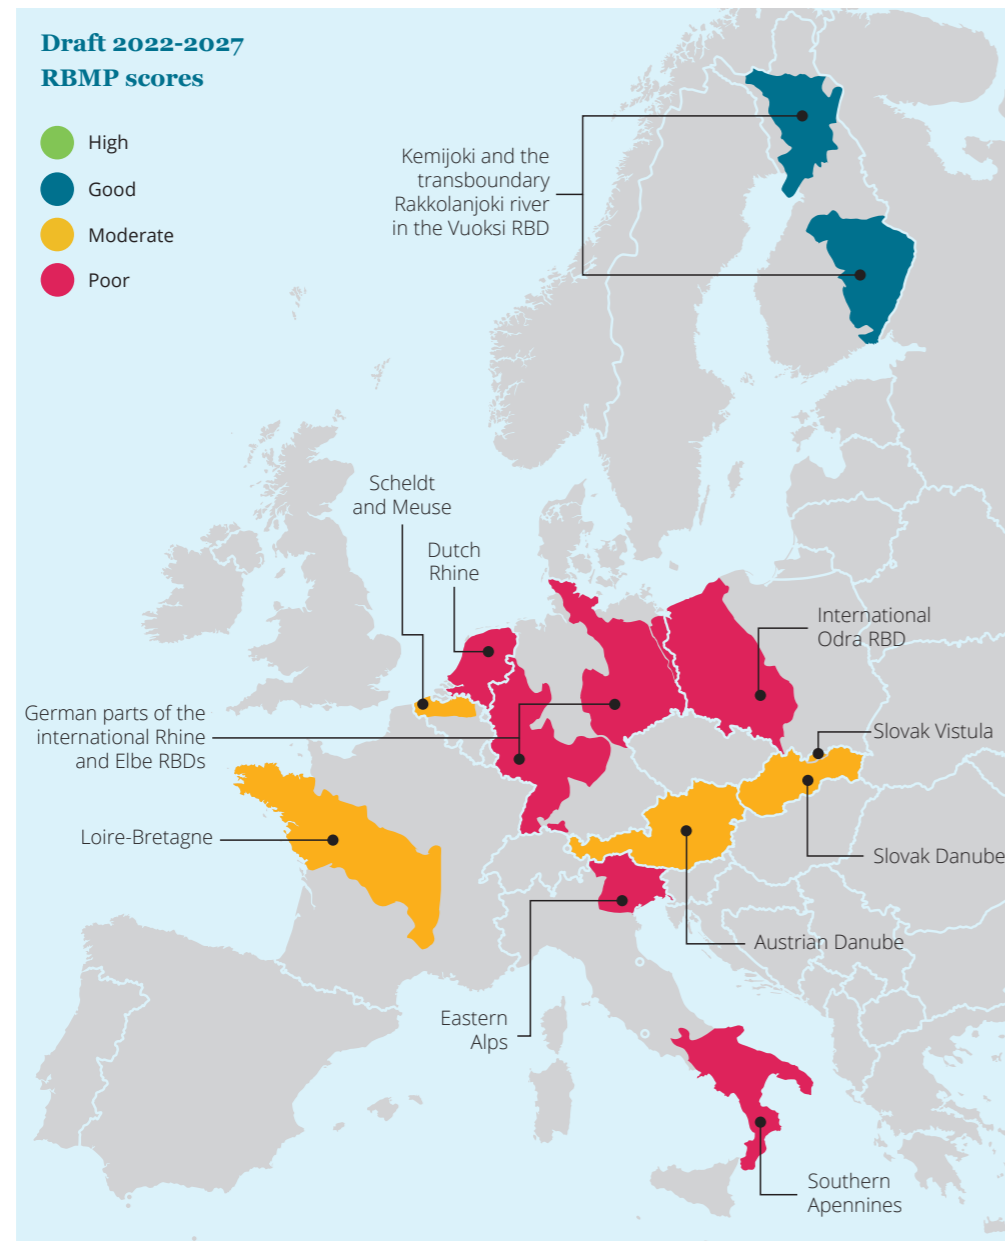 Draft 2022-2027
RBMP scores
High
Good
Moderate
Poor
Kemijoki and the
transboundary
Rakkolanjoki river
in the Vuoksi RBD
Scheldt
and Meuse
Dutch
Rhine
International
Odra RBD
German parts of the
international Rhine
and Elbe RBDs
Slovak Vistula
Loire-Bretagne
Slovak Danube
Austrian Danube
Eastern
Alps
Southern
Apennines